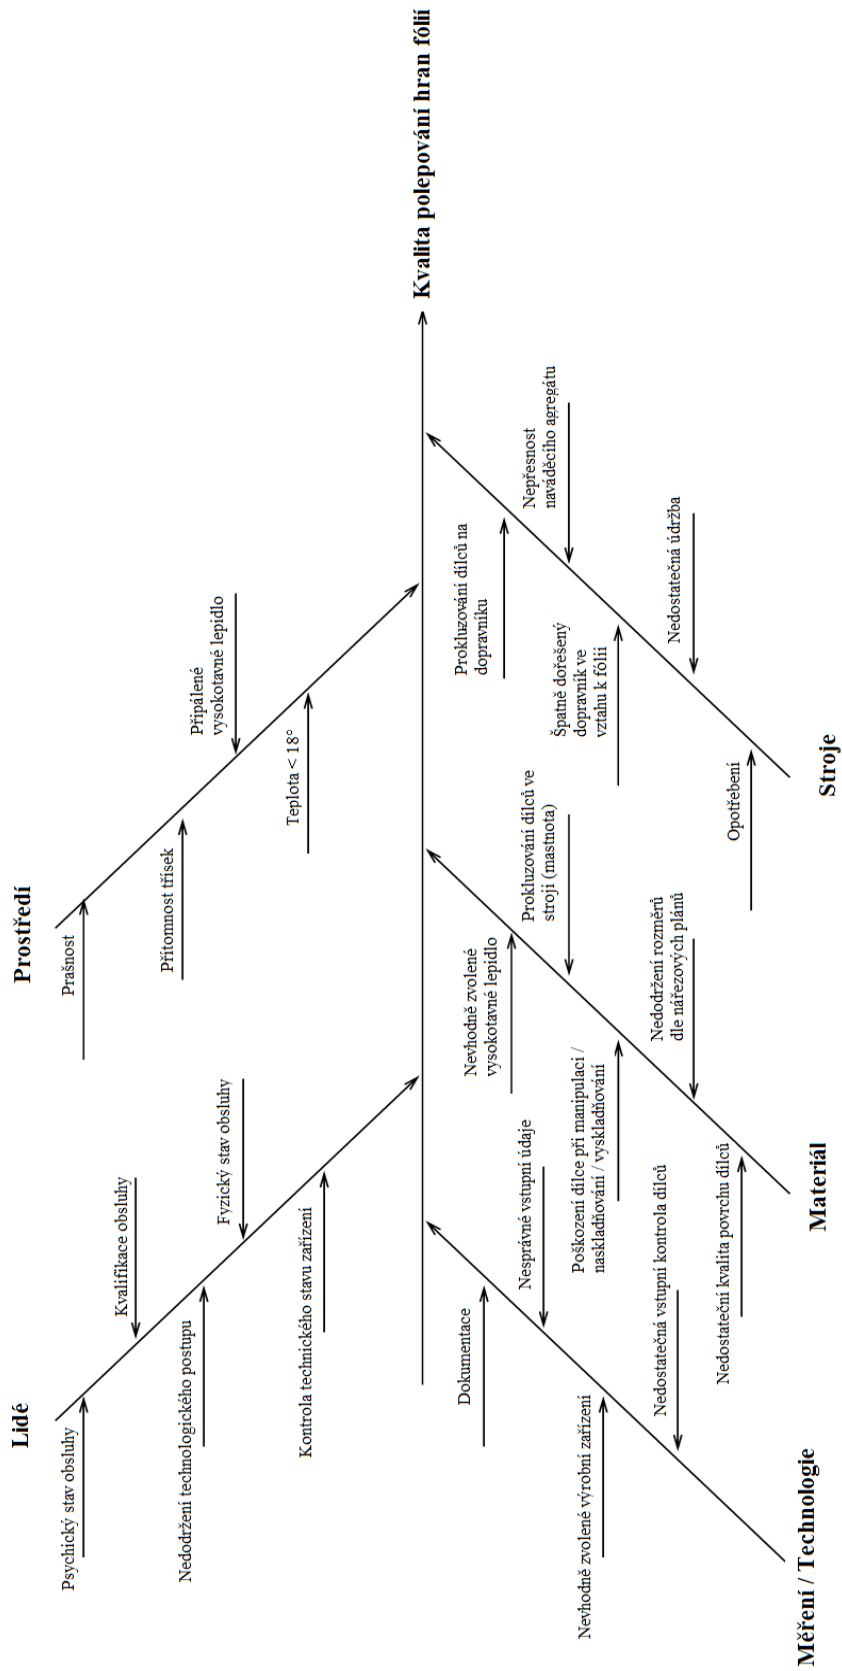 Lidé
Psychický stav obsluhy
Kvalifikace obsluhy
Nedodržení technologického postupu
Fyzický stav obsluhy
Kontrola technického stavu zařízení
Prostředí
Prašnost
Přítomnost třísek
Připálené
vysokotavné lepidlo
Teplota < 18°
Kvalita polepování hran fólií
Dokumentace
Nesprávné vstupní údaje
Nevhodně zvolené výrobní zařízení
Nedostatečná vstupní kontrola dílců
Měření / Technologie
Nevhodně zvolené
vysokotavné lepidlo
Prokluzování dílců ve
stroji (mastnota)
Poškození dílce při manipulaci /
naskladňování / vyskladňování
Nedodržení rozměrů
dle nářezových plánů
Nedostateční kvalita povrchu dílců
Materiál
Prokluzování dílců na
dopravníku
Nepřesnost
naváděcího agregátu
Špatně dořešený
dopravník ve
vztahu k fólii
Nedostatečná údržba
Opotřebení
Stroje